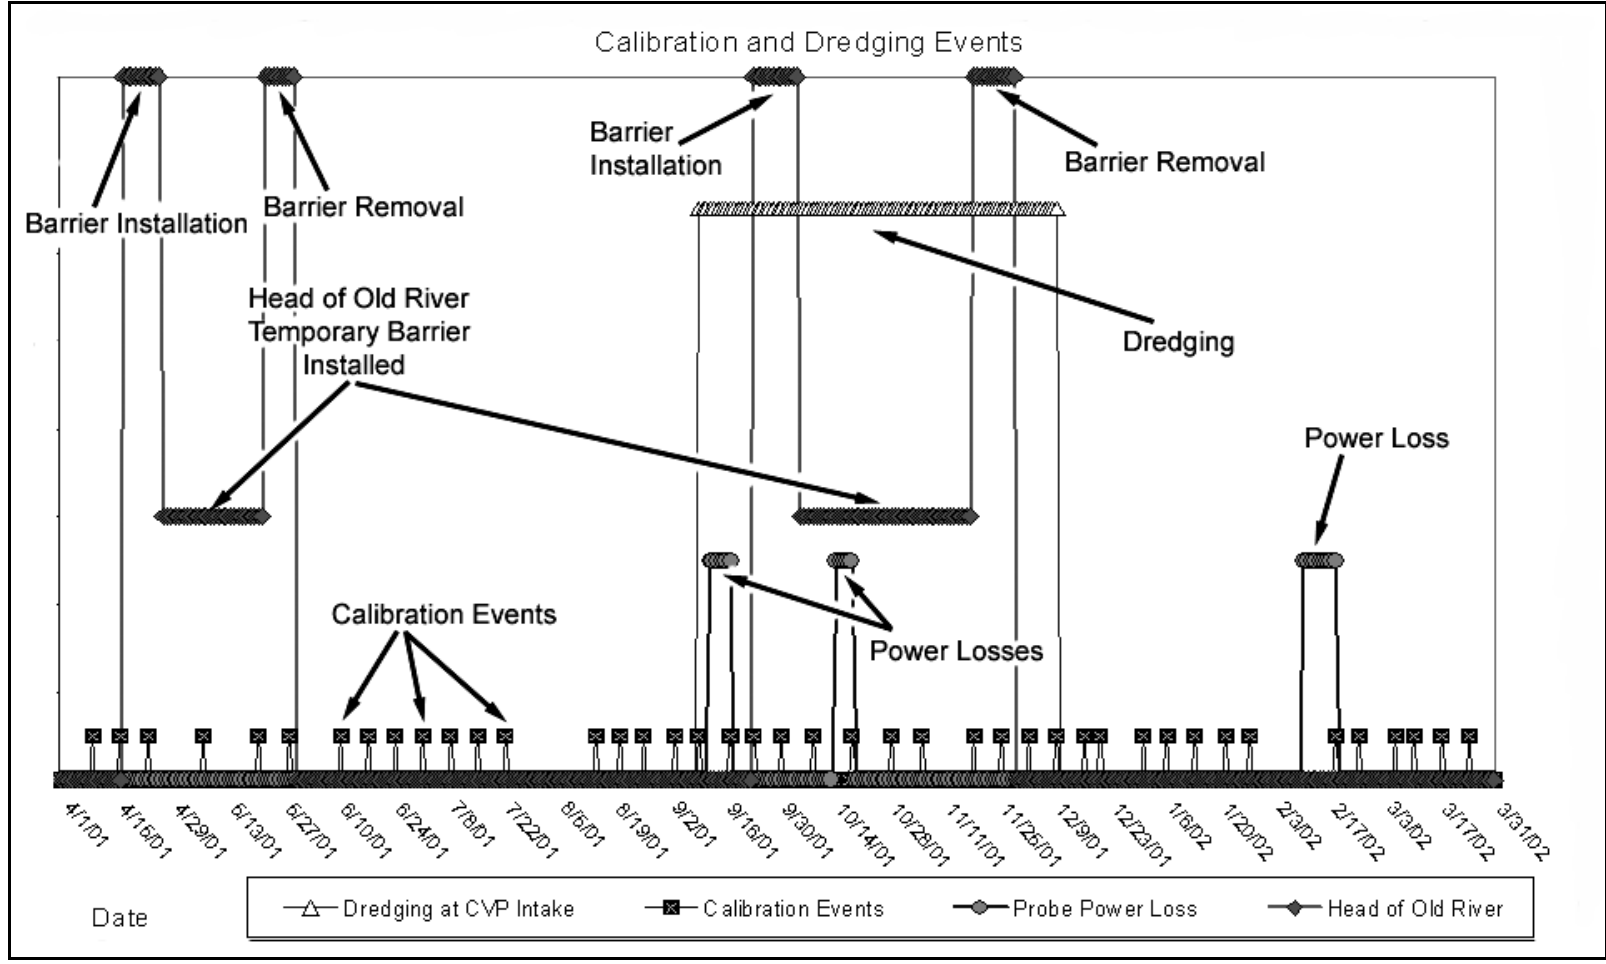 Calibration and Dredging Events
Barrier
Installation
Barrier Removal
Barrier Installation
Barrier Removal
Head of Old River
Temporary Barrier
Installed
Dredging
Power Loss
Calibration Events
Power Losses
4/1/01
4/16/01
4/29/01
5/13/01
5/27/01
6/10/01
6/24/01
7/8/01
7/22/01
8/5/01
8/19/01
9/2/01
9/16/01
9/30/01
10/14/01
10/28/01
11/11/01
11/25/01
12/9/01
12/23/01
1/6/02
1/20/02
2/3/02
2/17/02
3/3/02
3/17/02
3/31/02
Date
Dredging at CVP Intake
Calibration Events
Probe Power Loss
Head of Old River